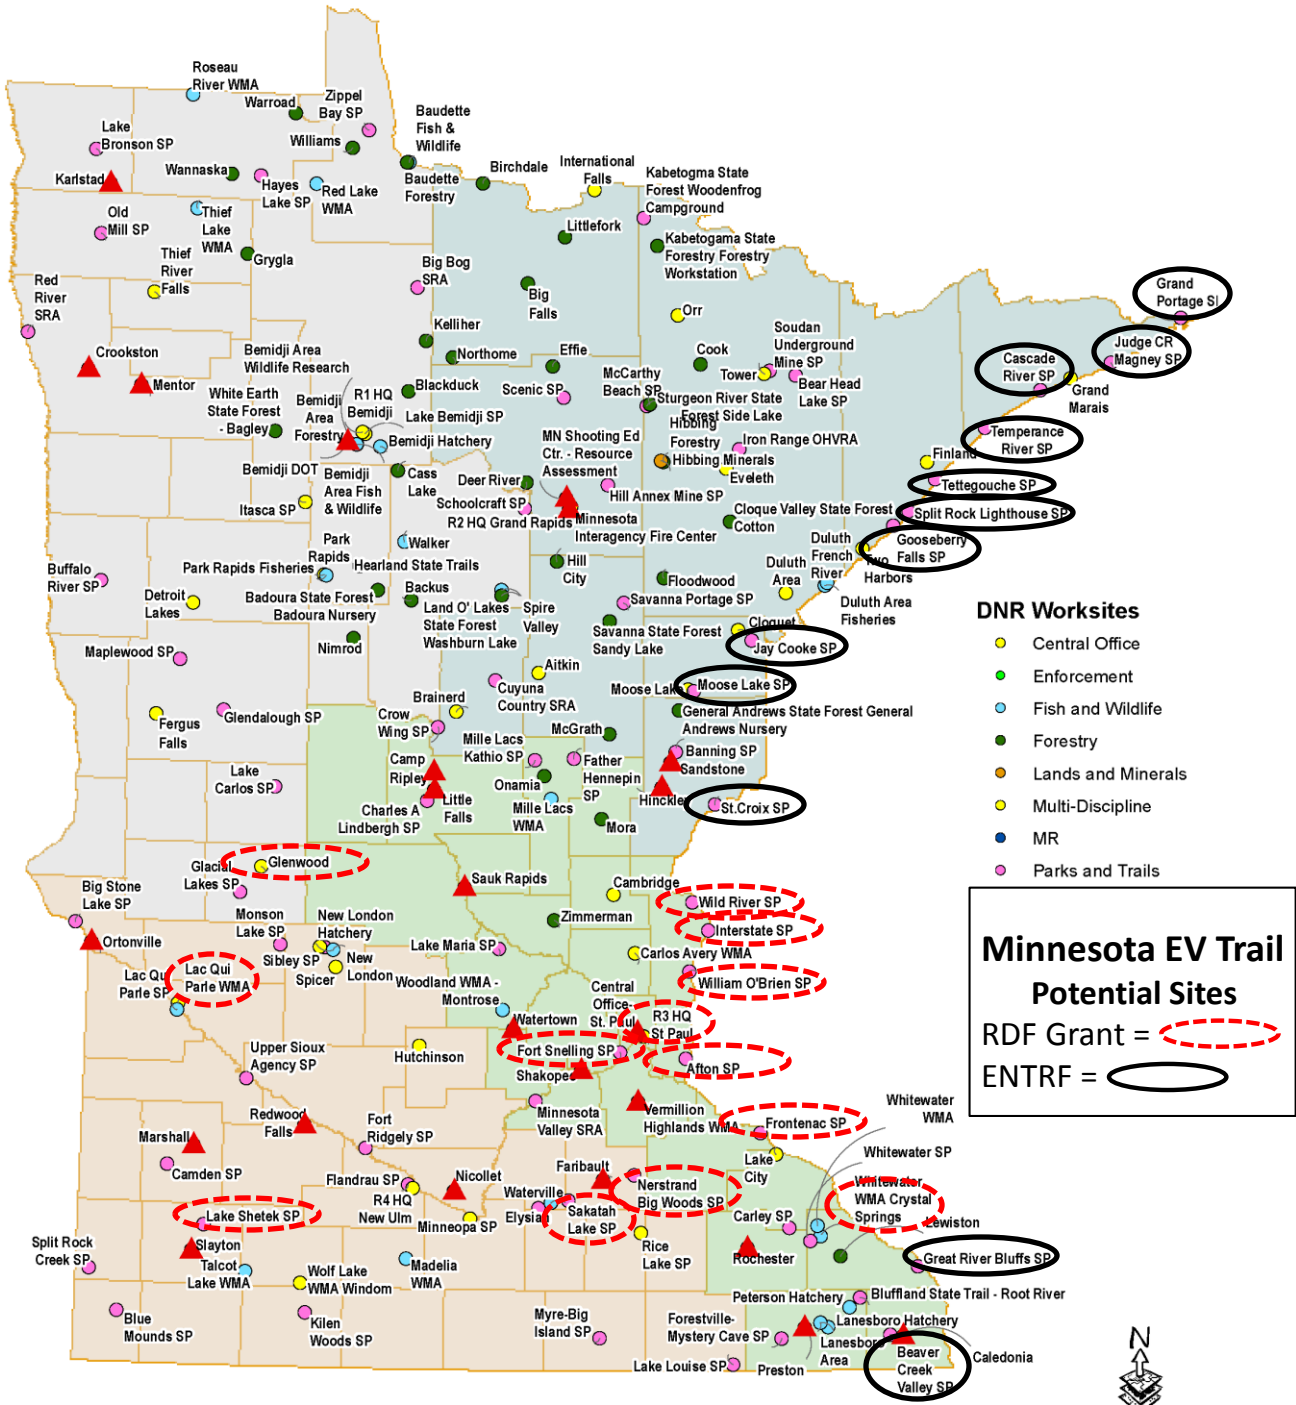 Roseau
River WMA
Warroad
Zippel
Bay SP
Baudette
Fish &
Wildlife
Lake
Bronson SP
Williams
Karlstad
Wannaska
Hayes
Lake SP
Red Lake
WMA
Baudette
Forestry
Birchdale
International
Falls
Kabetogma State
Forest Woodenfrog
Campground
Old
Mill SP
Thief
Lake
WMA
Grygla
Littlefork
Kabetogama State
Forestry Forestry
Workstation
Thief
River
Falls
Red
River
SRA
Big Bog
SRA
Big
Falls
Orr
Grand
Portage S
Kelliher
Crookston
Mentor
Bemidji Area
Wildlife Research
Northome
Effie
Cook
Soudan
Underground
Mine SP
Tower
Bear Head
Lake SP
Cascade
River SP
Judge CR
Magney SP
Grand
Marais
White Earth
State Forest
- Bagley
Bemidji
Area
Forestry
R1 HQ
Bemidji
Blackduck
Lake Bemidji SP
Scenic SP
McCarthy
Beach SP
Sturgeon River State
Forest Side Lake
Bemidji Hatchery
MN Shooting Ed
Ctr. - Resource
Assessment
Hibbing
Forestry
Hibbing Minerals
Iron Range OHVRA
Eveleth
Temperance
River SP
Finland
Tettegouche SP
Bemidji DOT
Bemidji
Area Fish
& Wildlife
Cass
Lake
Itasca SP
Deer River
Schoolcraft SP
R2 HQ Grand Rapids
Hill Annex Mine SP
Minnesota
Interagency Fire Center
Cloque Valley State Forest
Cotton
Split Rock Lighthouse SP
Gooseberry
Falls SP
Walker
Park
Rapids
Park Rapids Fisheries
Hearland State Trails
Hill
City
Duluth
French
River
Two
Harbors
Buffalo
River SP
Detroit
Lakes
Badoura State Forest
Badoura Nursery
Backus
Land O' Lakes
State Forest
Washburn Lake
Spire
Valley
Floodwood
Savanna Portage SP
Duluth
Area
Duluth Area
Fisheries
Nimrod
Savanna State Forest
Sandy Lake
Cloquet
Jay Cooke SP
Maplewood SP
Aitkin
Cuyuna
Country SRA
Moose Lake
Moose Lake SP
Fergus
Falls
Glendalough SP
Brainerd
Crow
Wing SP
General Andrews State Forest General
Andrews Nursery
McGrath
Mille Lacs
Kathio SP
Father
Hennepin
SP
Banning SP
Sandstone
Camp
Ripley
Lake
Carlos SP
Charles A
Lindbergh SP
Little
Falls
Onamia
Mille Lacs
WMA
Hinckle
St.Croix SP
Mora
Glacial
Lakes SP
Glenwood
Sauk Rapids
Cambridge
Wild River SP
Big Stone
Lake SP
Monson
Lake SP
New London
Hatchery
Zimmerman
Interstate SP
Ortonville
Sibley SP
Spicer
New
London
Lake Maria SP
Carlos Avery WMA
William O'Brien SP
Lac Qui
Parle SP
Lac Qui
Parle WMA
Woodland WMA -
Montrose
Central
Office-
St. Paul
R3 HQ
St Paul
Watertown
Fort Snelling SP
Afton SP
Hutchinson
Shakopee
Upper Sioux
Agency SP
Minnesota
Valley SRA
Vermillion
Highlands WMA
Frontenac SP
Whitewater
WMA
Redwood
Falls
Fort
Ridgely SP
Marshall
Camden SP
Lake
City
Whitewater SP
Whitewater
WMA Crystal
Springs
Flandrau SP
R4 HQ
New Ulm
Nicollet
Minneopa SP
Waterville
Elysian
Faribault
Sakatah
Lake SP
Nerstrand
Big Woods SP
Carley SP
Lewiston
Lake Shetek SP
Slayton
Talcot
Lake WMA
Split Rock
Creek SP
Rice
Lake SP
Rochester
Great River Bluffs SP
Wolf Lake
WMA Windom
Madelia
WMA
Peterson Hatchery
Bluffland State Trail - Root River
Blue
Mounds SP
Kilen
Woods SP
Myre-Big
Island SP
Forestville-
Mystery Cave SP
Lanesboro Hatchery
Lanesboro
Area
Lake Louise SP
Preston
Beaver
Creek
Valley SP
Caledonia
DNR Worksites
Central Office
Enforcement
Fish and Wildlife
Forestry
Lands and Minerals
Multi-Discipline
MR
Parks and Trails
Minnesota EV Trail
Potential Sites
RDF Grant =
ENTRF =
N